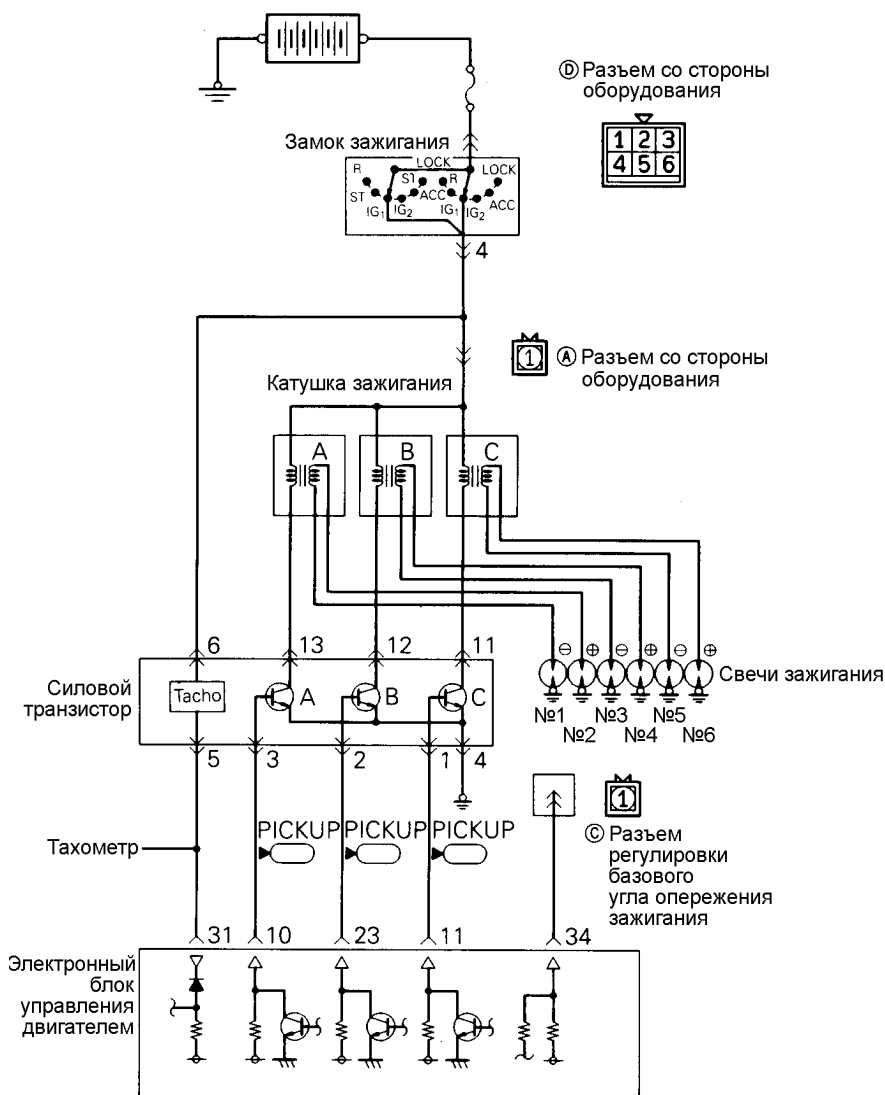 Ⓓ Разъем со стороны
оборудования
1 2 3
4 5 6
Замок зажигания
LOCK
R ST R LOCK
ST IG1 IG2 ACC IG1 IG2 ACC
4
1
Ⓐ Разъем со стороны
оборудования
Катушка зажигания
A B C
6 13 12 11
⊖ ⊕ ⊖ ⊕ ⊖ ⊕
Свечи зажигания
Силовой
транзистор
Tacho A B C
№1 №3 №5
№2 №4 №6
5 3 2 1 4
1
PICKUP PICKUP PICKUP
Тахометр
Ⓒ Разъем
регулировки
базового
угла опережения
зажигания
31 10 23 11 34
Электронный
блок
управления
двигателем